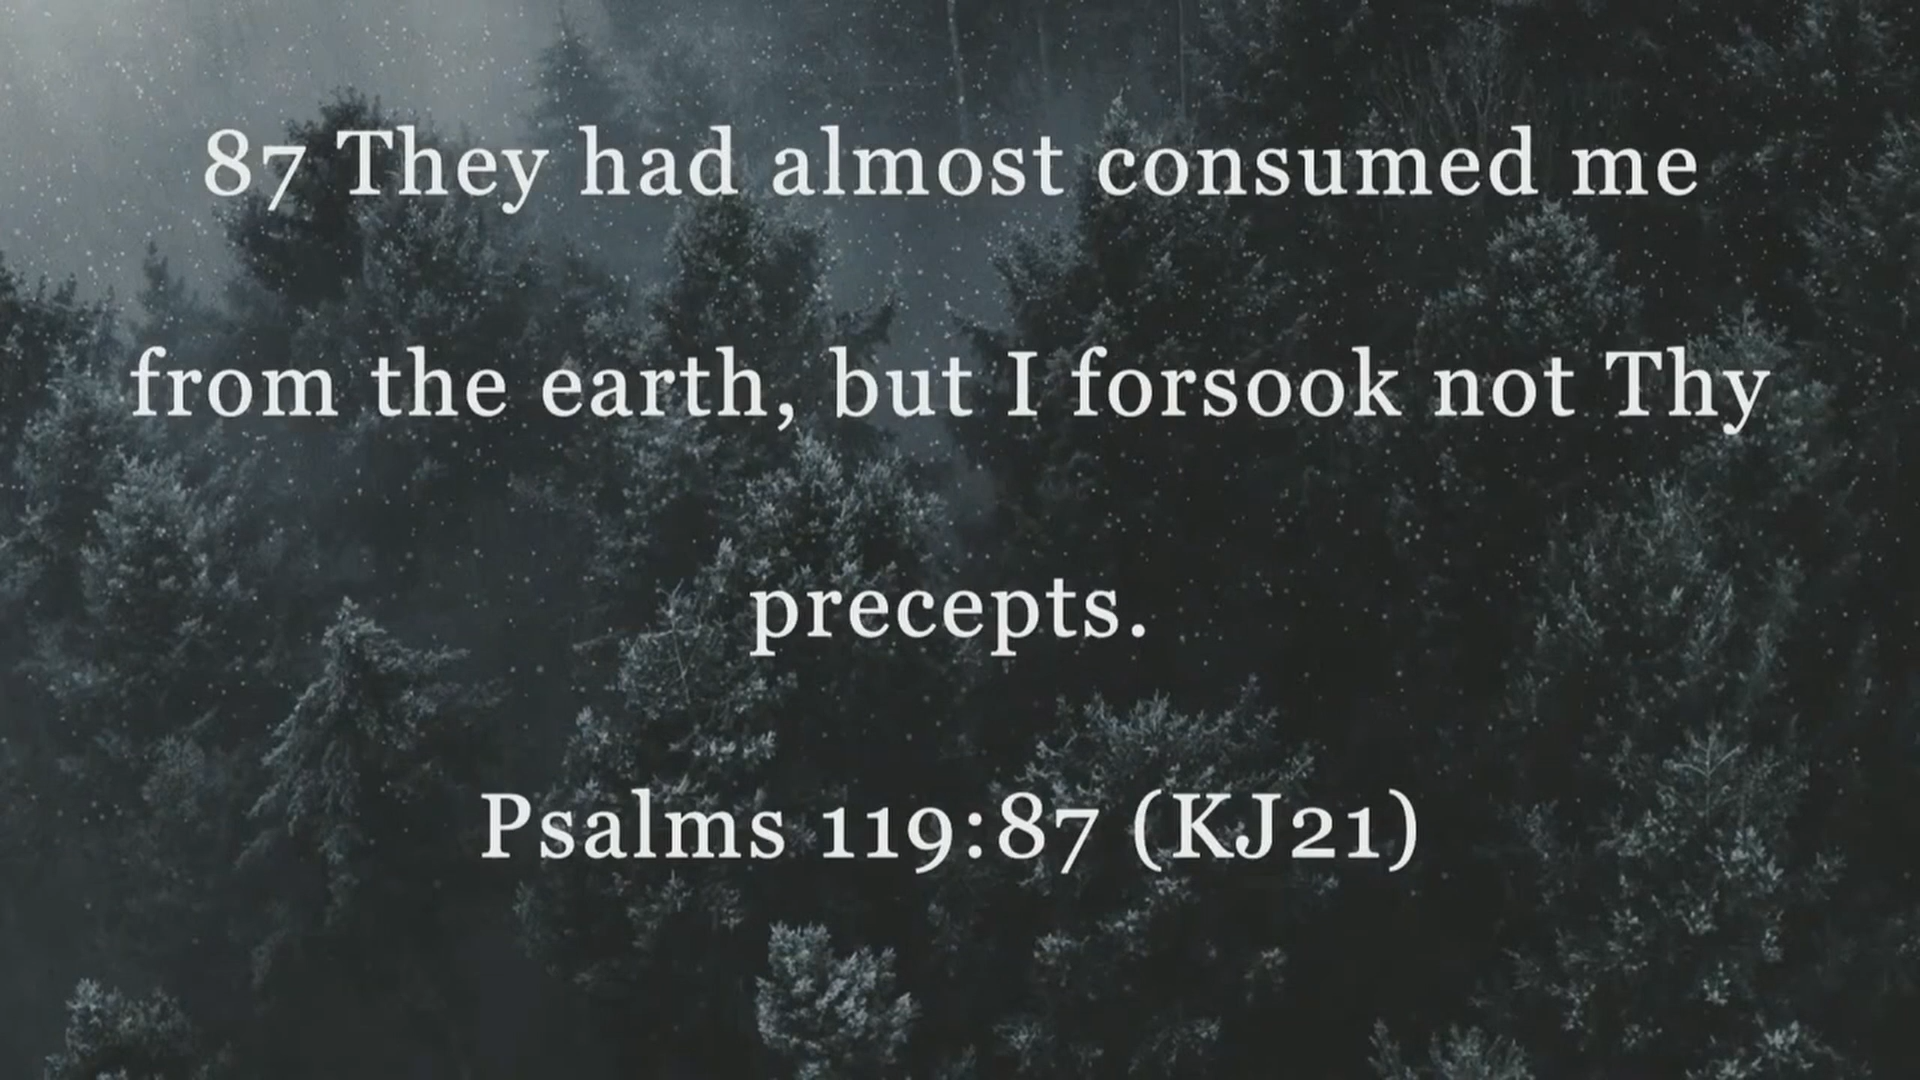 87 They had almost consumed me
from the earth, but I forsook not Thy
precepts.
Psalms 119:87 (KJ21)